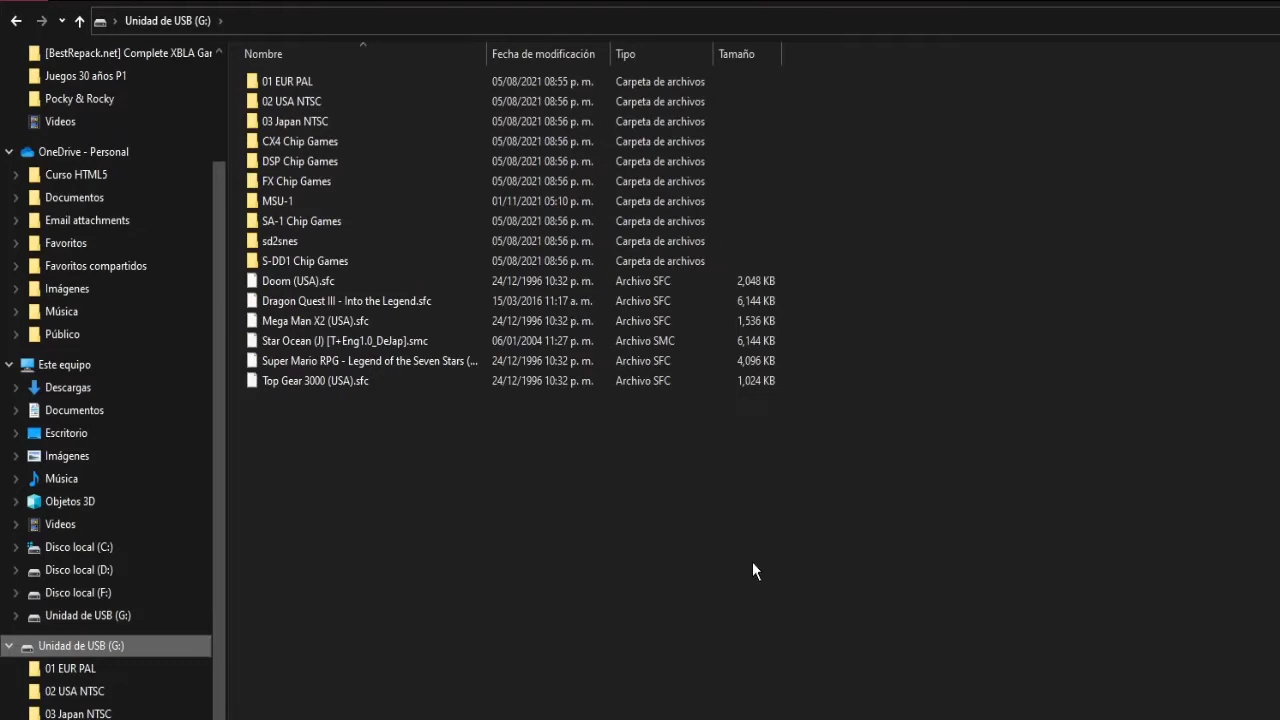 Unidad de USB (G:)
[BestRepack.net] Complete XBLA Gar
Juegos 30 años P1
Pocky & Rocky
Videos
OneDrive - Personal
Curso HTML5
Documentos
Email attachments
Favoritos
Favoritos compartidos
Imágenes
Música
Público
Este equipo
Descargas
Documentos
Escritorio
Imágenes
Música
Objetos 3D
Videos
Disco local (C:)
Disco local (D:)
Disco local (F:)
Unidad de USB (G:)
Unidad de USB (G:)
01 EUR PAL
02 USA NTSC
03 Japan NTSC
Nombre Fecha de modificación Tipo Tamaño
01 EUR PAL 05/08/2021 08:55 p. m. Carpeta de archivos
02 USA NTSC 05/08/2021 08:56 p. m. Carpeta de archivos
03 Japan NTSC 05/08/2021 08:56 p. m. Carpeta de archivos
CX4 Chip Games 05/08/2021 08:56 p. m. Carpeta de archivos
DSP Chip Games 05/08/2021 08:56 p. m. Carpeta de archivos
FX Chip Games 05/08/2021 08:56 p. m. Carpeta de archivos
MSU-1 01/11/2021 05:10 p. m. Carpeta de archivos
SA-1 Chip Games 05/08/2021 08:56 p. m. Carpeta de archivos
sd2snes 05/08/2021 08:56 p. m. Carpeta de archivos
S-DD1 Chip Games 05/08/2021 08:56 p. m. Carpeta de archivos
Doom (USA).sfc 24/12/1996 10:32 p. m. Archivo SFC 2,048 KB
Dragon Quest III - Into the Legend.sfc 15/03/2016 11:17 a. m. Archivo SFC 6,144 KB
Mega Man X2 (USA).sfc 24/12/1996 10:32 p. m. Archivo SFC 1,536 KB
Star Ocean (J) [T+Eng1.0_DeJap].smc 06/01/2004 11:27 p. m. Archivo SMC 6,144 KB
Super Mario RPG - Legend of the Seven Stars (... 24/12/1996 10:32 p. m. Archivo SFC 4,096 KB
Top Gear 3000 (USA).sfc 24/12/1996 10:32 p. m. Archivo SFC 1,024 KB